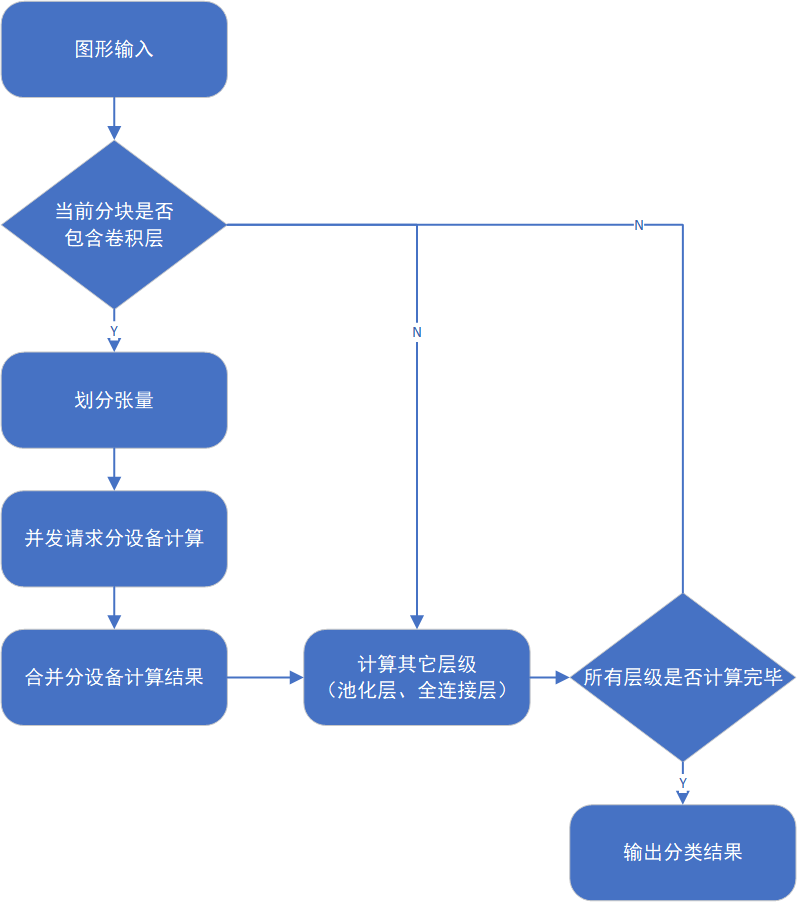 图形输入
当前分块是否
包含卷积层
N
Y
N
划分张量
并发请求分设备计算
合并分设备计算结果
计算其它层级
（池化层、全连接层）
所有层级是否计算完毕
Y
输出分类结果